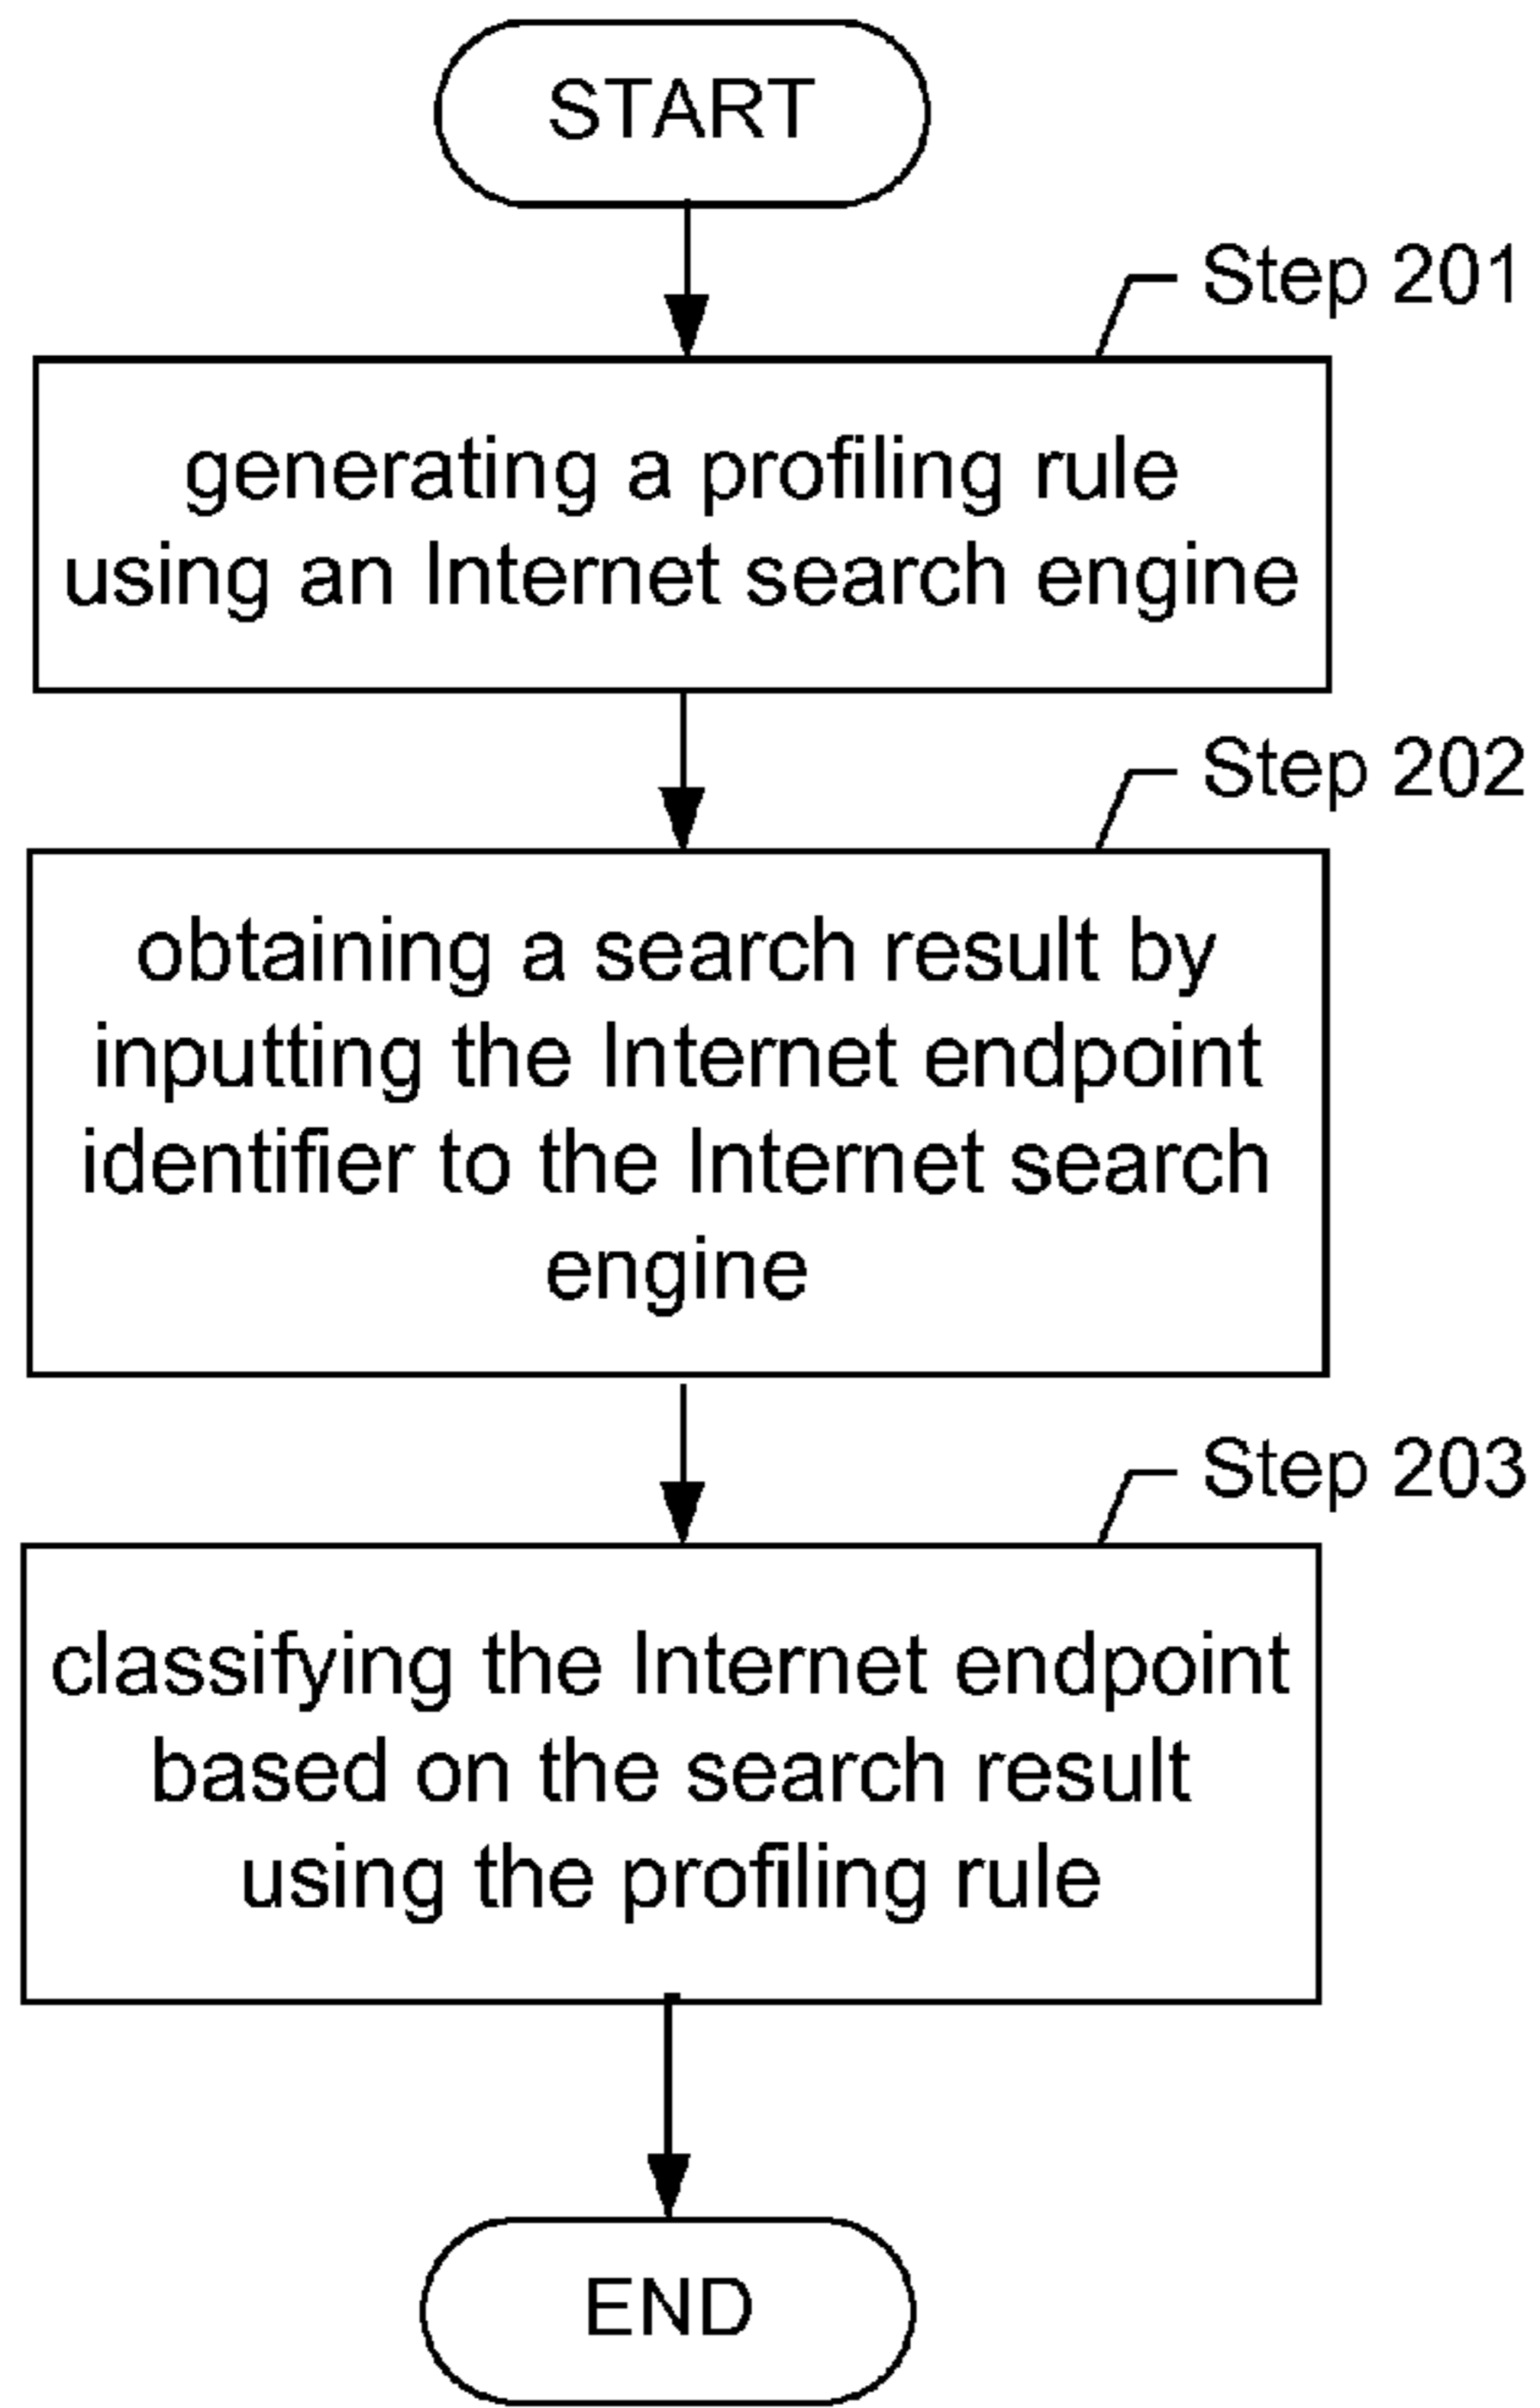 START
Step 201
generating a profiling rule
using an Internet search engine
Step 202
obtaining a search result by
inputting the Internet endpoint
identifier to the Internet search
engine
Step 203
classifying the Internet endpoint
based on the search result
using the profiling rule
END